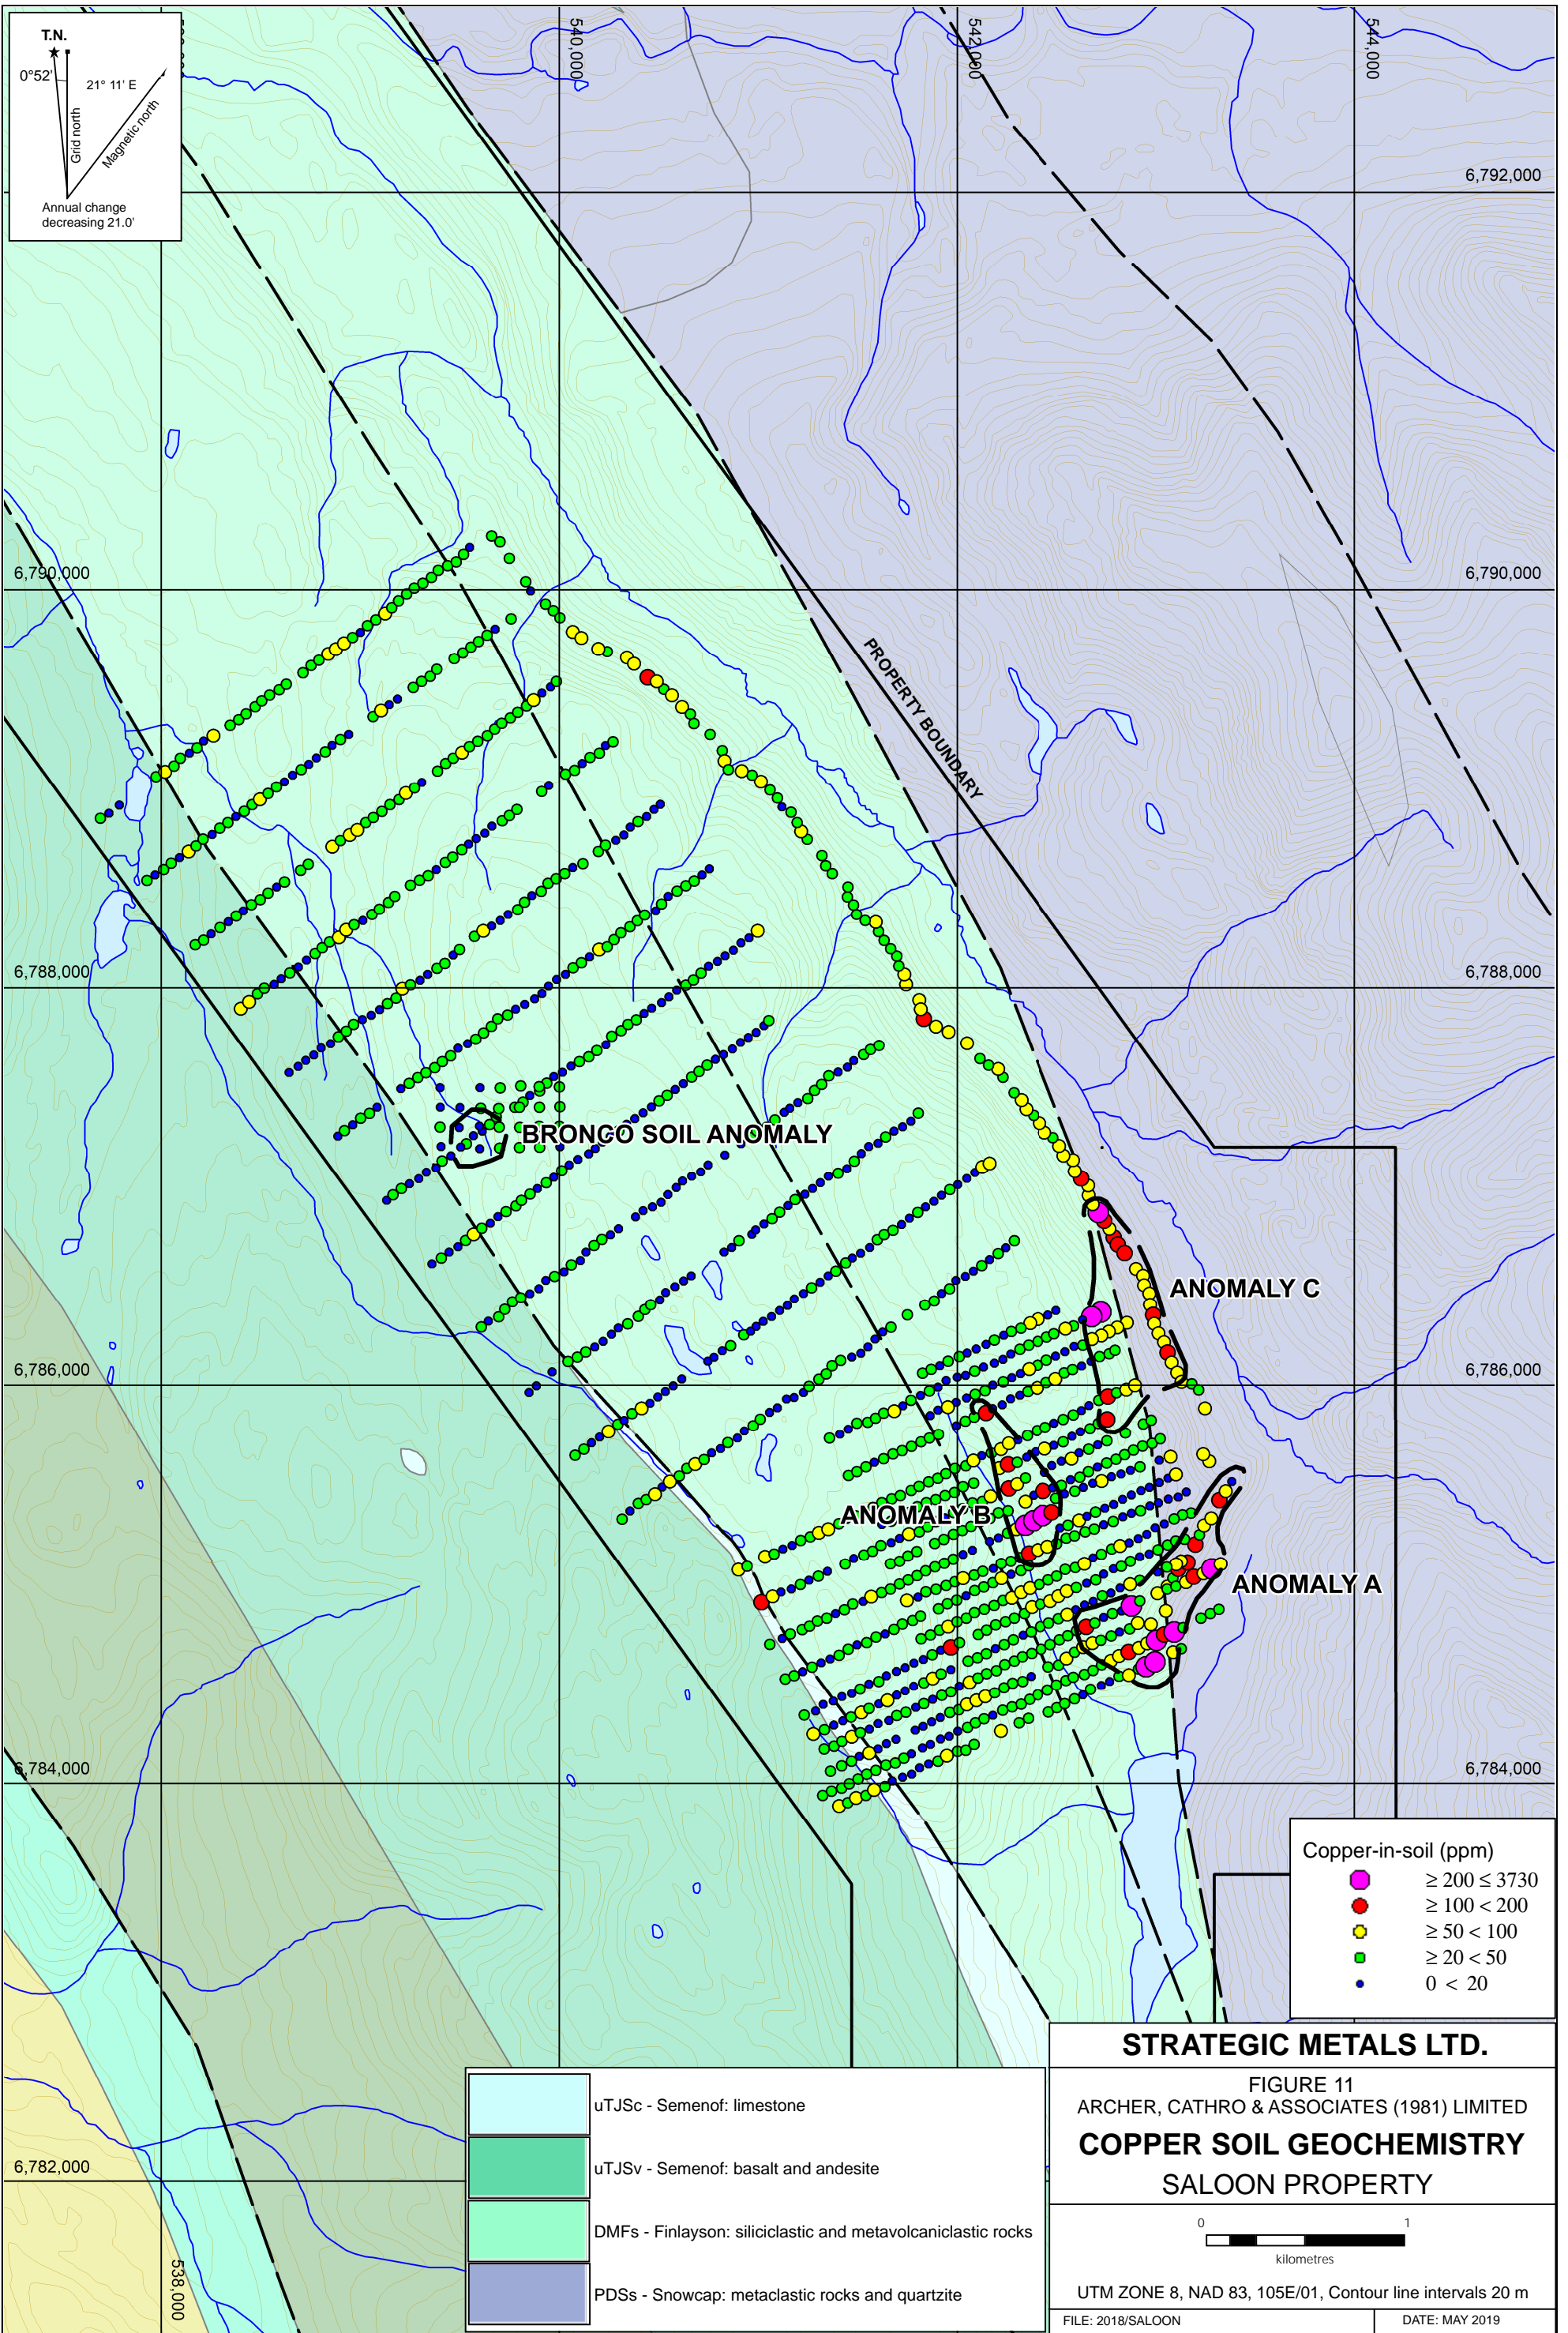 T.N.
0°52'
21° 11' E
Grid north
Magnetic north
Annual change
decreasing 21.0'
540,000
542,000
544,000
6,792,000
6,790,000
6,790,000
PROPERTY BOUNDARY
6,788,000
6,788,000
BRONCO SOIL ANOMALY
ANOMALY C
6,786,000
6,786,000
ANOMALY B
ANOMALY A
6,784,000
6,784,000
6,782,000
538,000
Copper-in-soil (ppm)
≥ 200 ≤ 3730
≥ 100 < 200
≥ 50 < 100
≥ 20 < 50
0 < 20
uTJSc - Semenof: limestone
uTJSv - Semenof: basalt and andesite
DMFs - Finlayson: siliciclastic and metavolcaniclastic rocks
PDSs - Snowcap: metaclastic rocks and quartzite
STRATEGIC METALS LTD.
FIGURE 11
ARCHER, CATHRO & ASSOCIATES (1981) LIMITED
COPPER SOIL GEOCHEMISTRY
SALOON PROPERTY
0 1
kilometres
UTM ZONE 8, NAD 83, 105E/01, Contour line intervals 20 m
FILE: 2018/SALOON
DATE: MAY 2019